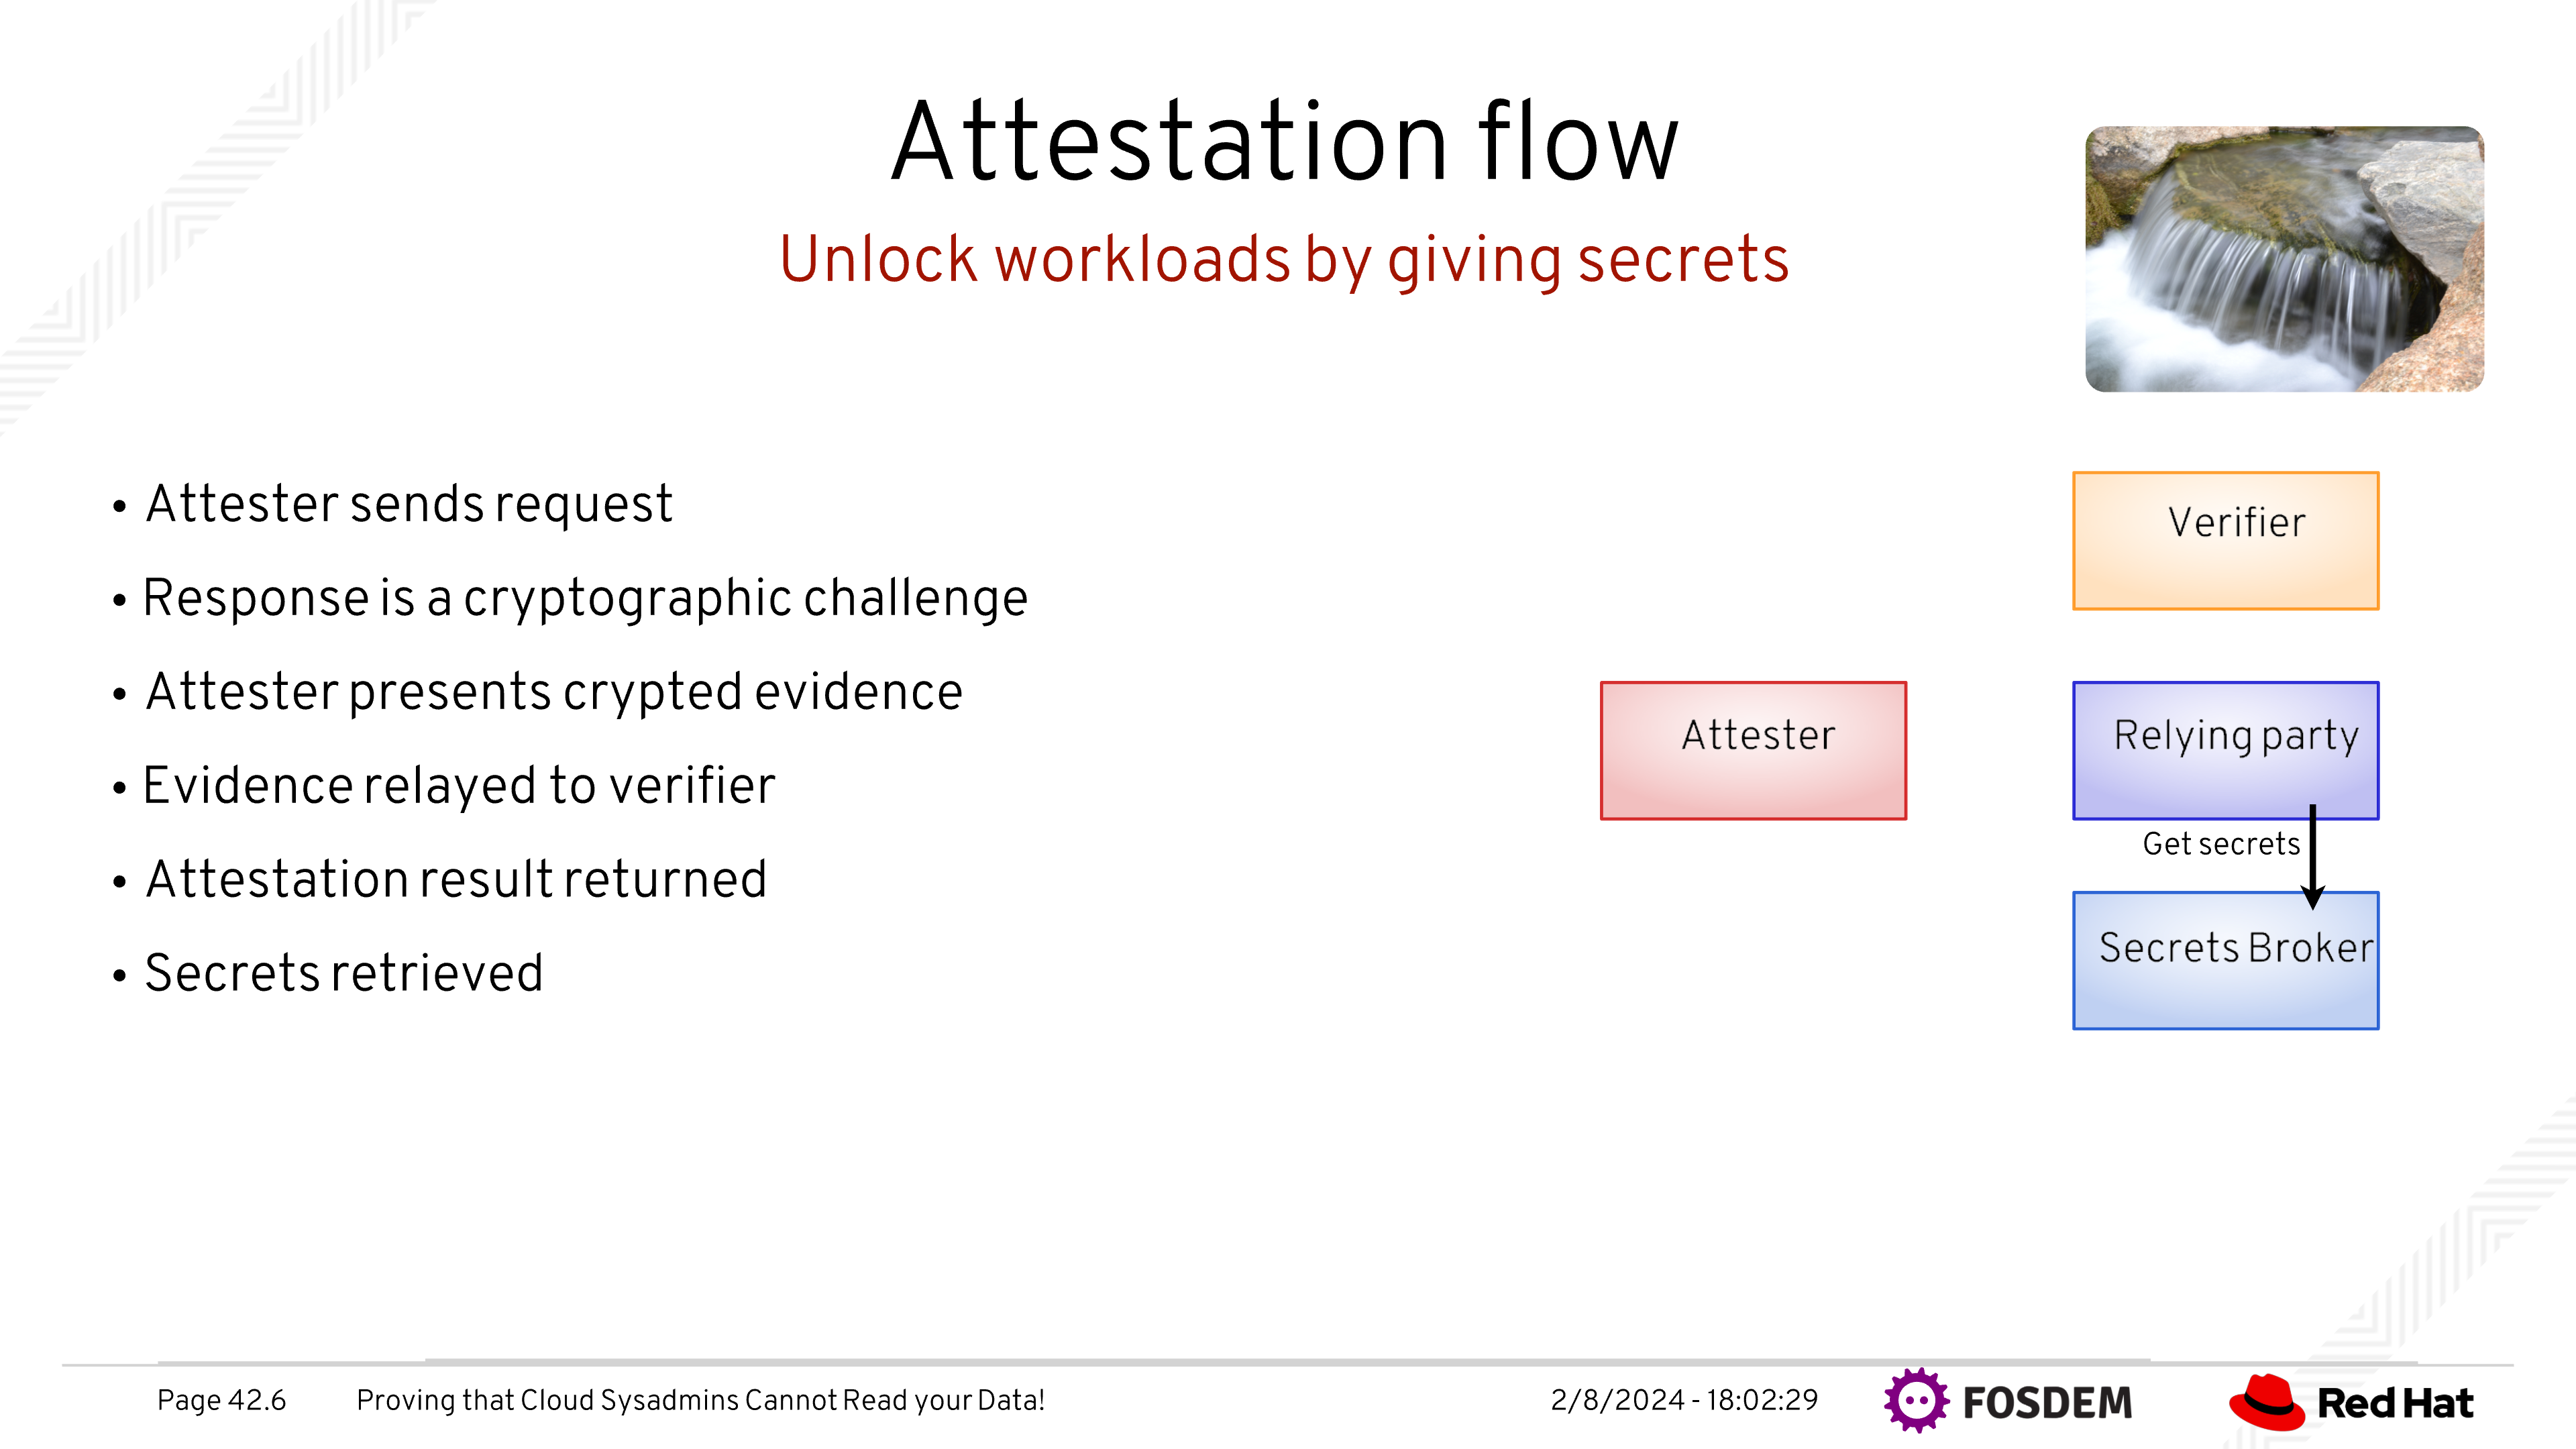 Attestation flow
Unlock workloads by giving secrets
• Attester sends request
• Response is a cryptographic challenge
• Attester presents crypted evidence
• Evidence relayed to verifier
• Attestation result returned
• Secrets retrieved
Verifier
Attester
Relying party
Get secrets
Secrets Broker
Page 42.6
Proving that Cloud Sysadmins Cannot Read your Data!
2/8/2024 - 18:02:29
FOSDEM
Red Hat